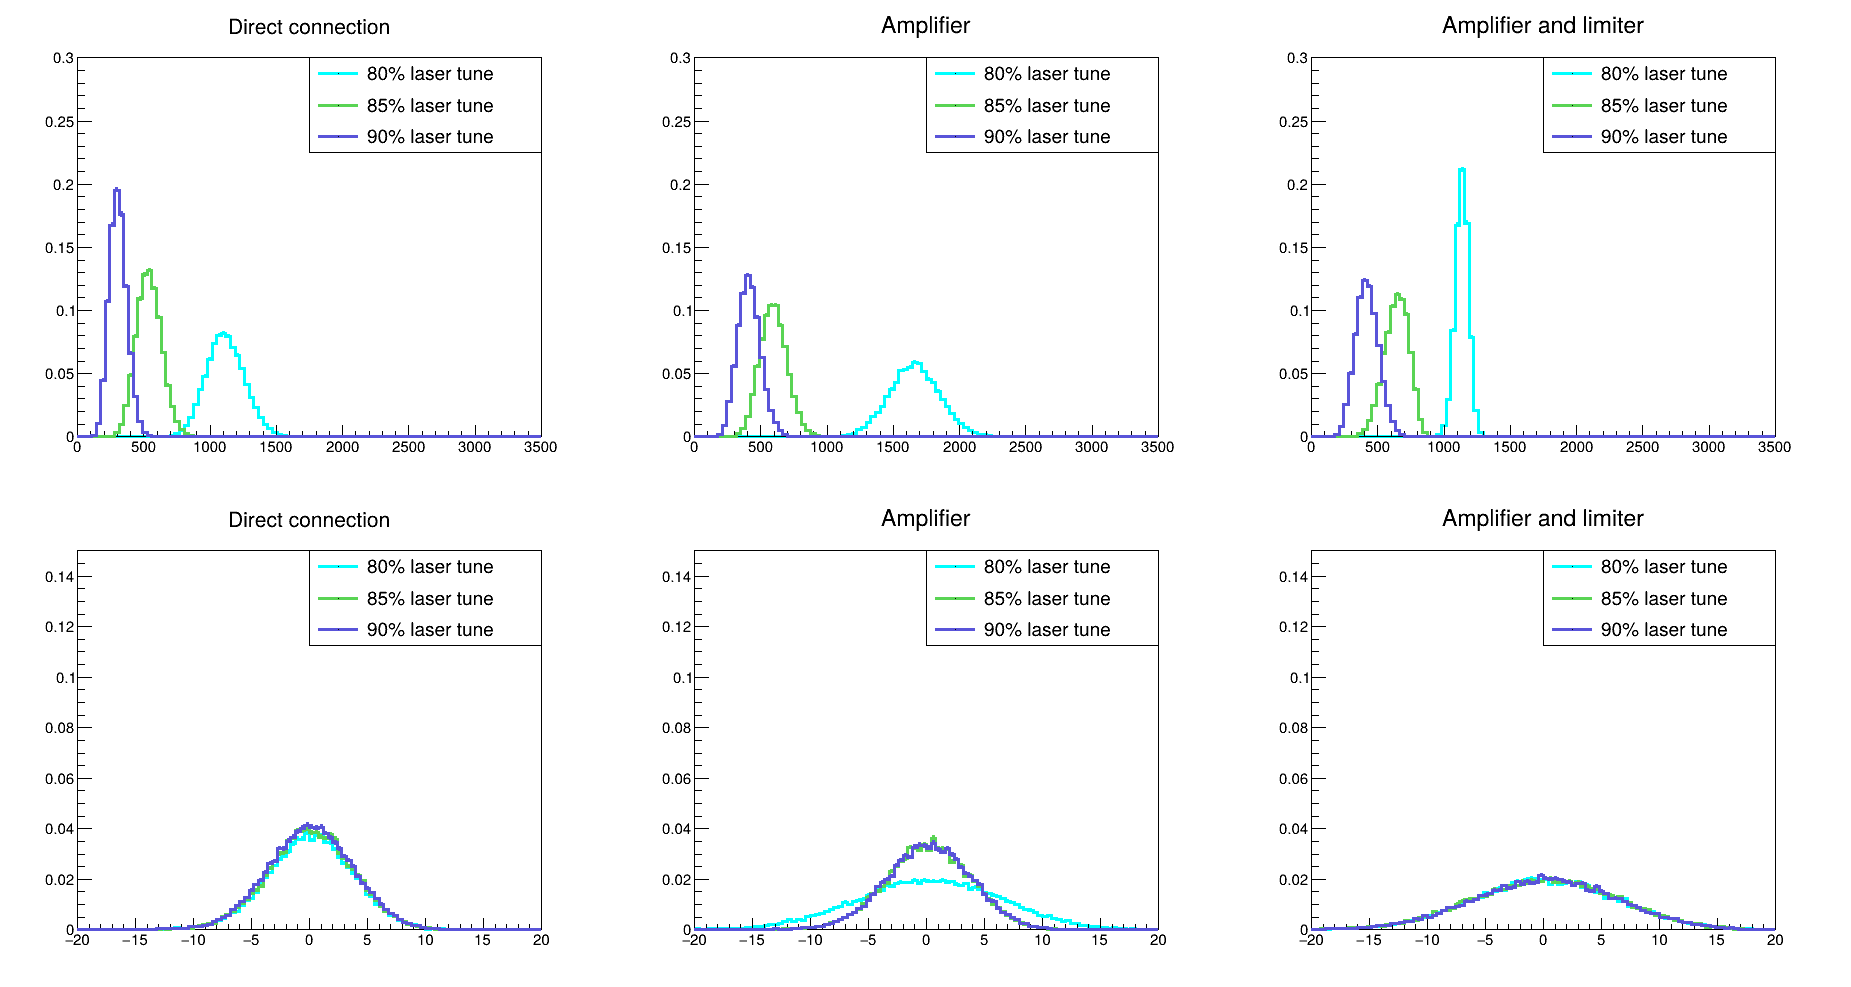 Direct connection
Amplifier
Amplifier and limiter
0.3
0.25
0.2
0.15
0.1
0.05
0
0 500 1000 1500 2000 2500 3000 3500
80% laser tune
85% laser tune
90% laser tune
0.3
0.25
0.2
0.15
0.1
0.05
0
0 500 1000 1500 2000 2500 3000 3500
80% laser tune
85% laser tune
90% laser tune
0.3
0.25
0.2
0.15
0.1
0.05
0
0 500 1000 1500 2000 2500 3000 3500
80% laser tune
85% laser tune
90% laser tune
Direct connection
Amplifier
Amplifier and limiter
0.14
0.12
0.1
0.08
0.06
0.04
0.02
0
−20 −15 −10 −5 0 5 10 15 20
80% laser tune
85% laser tune
90% laser tune
0.14
0.12
0.1
0.08
0.06
0.04
0.02
0
−20 −15 −10 −5 0 5 10 15 20
80% laser tune
85% laser tune
90% laser tune
0.14
0.12
0.1
0.08
0.06
0.04
0.02
0
−20 −15 −10 −5 0 5 10 15 20
80% laser tune
85% laser tune
90% laser tune